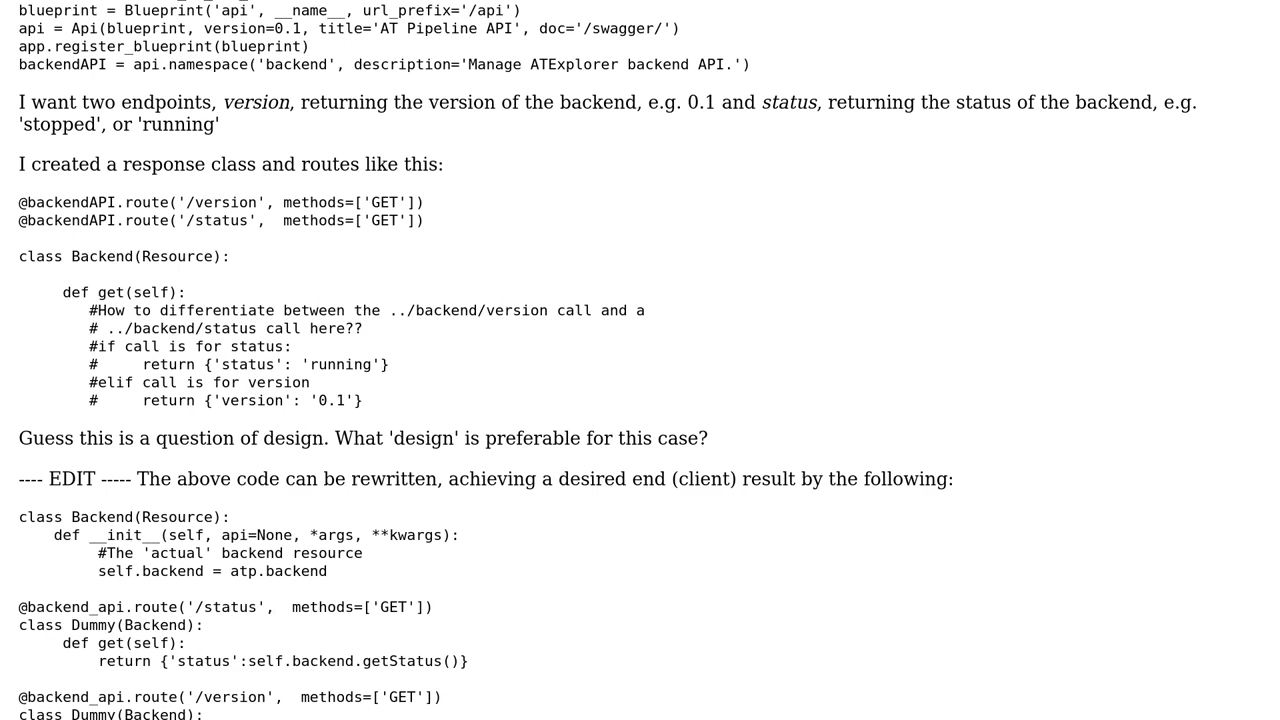 blueprint = Blueprint('api', __name__, url_prefix='/api')
api = Api(blueprint, version=0.1, title='AT Pipeline API', doc='/swagger/')
app.register_blueprint(blueprint)
backendAPI = api.namespace('backend', description='Manage ATExplorer backend API.')
I want two endpoints, version, returning the version of the backend, e.g. 0.1 and status, returning the status of the backend, e.g.
'stopped', or 'running'
I created a response class and routes like this:
@backendAPI.route('/version', methods=['GET'])
@backendAPI.route('/status',  methods=['GET'])
class Backend(Resource):
     def get(self):
        #How to differentiate between the ../backend/version call and a
        # ../backend/status call here??
        #if call is for status:
        #     return {'status': 'running'}
        #elif call is for version
        #     return {'version': '0.1'}
Guess this is a question of design. What 'design' is preferable for this case?
---- EDIT ----- The above code can be rewritten, achieving a desired end (client) result by the following:
class Backend(Resource):
    def __init__(self, api=None, *args, **kwargs):
         #The 'actual' backend resource
         self.backend = atp.backend
@backend_api.route('/status',  methods=['GET'])
class Dummy(Backend):
     def get(self):
         return {'status':self.backend.getStatus()}
@backend_api.route('/version',  methods=['GET'])
class Dummy(Backend):